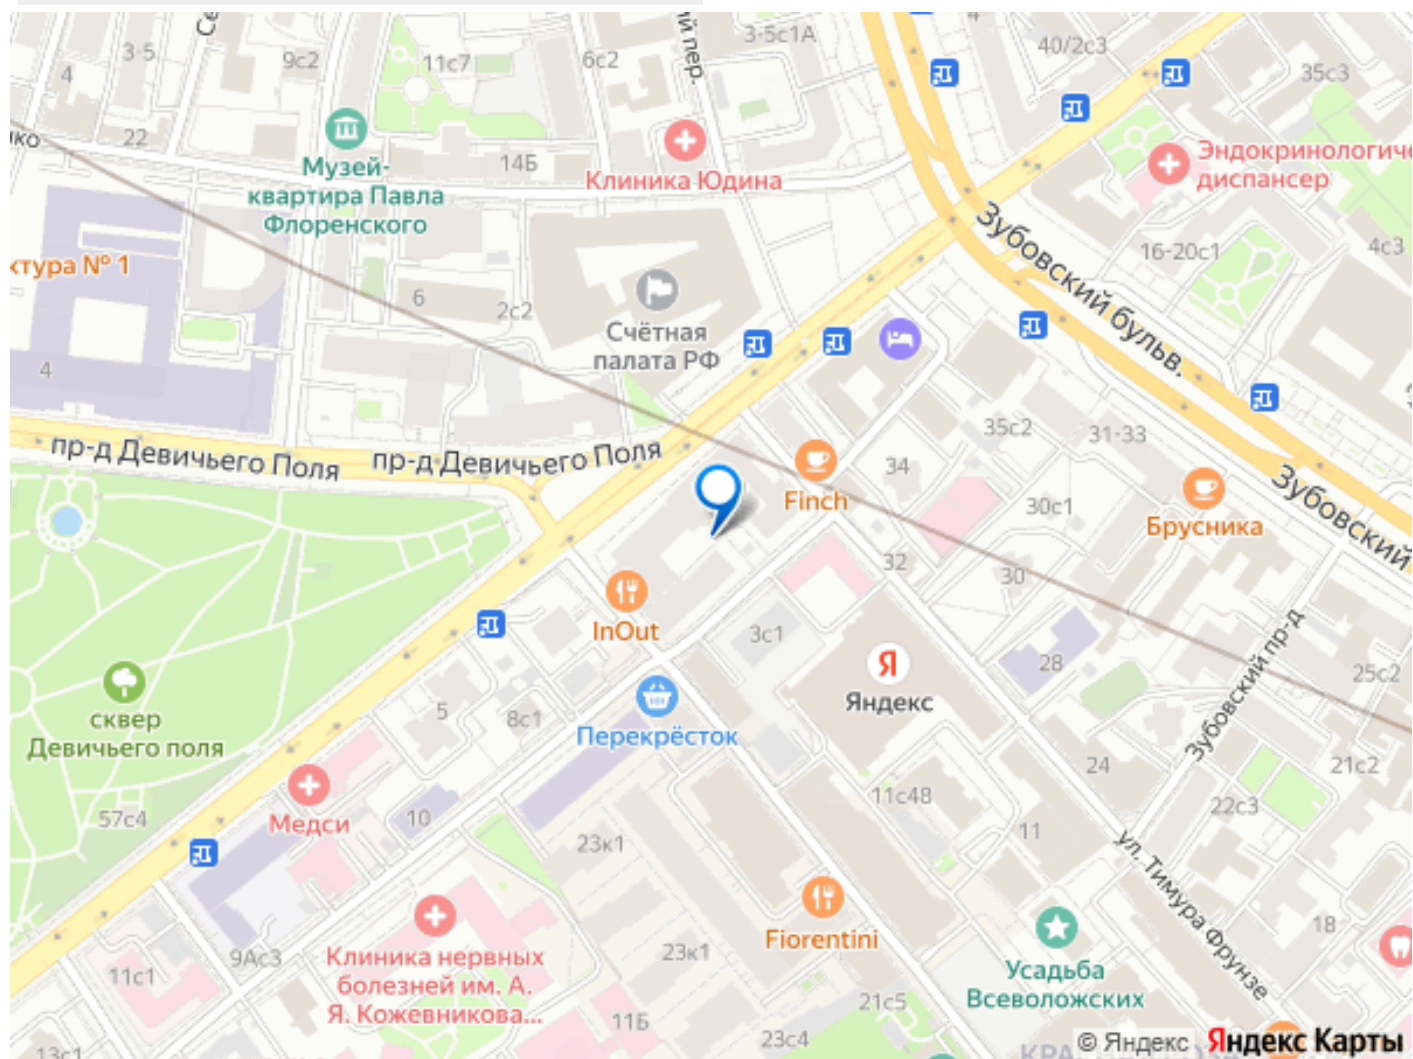 3-5
4
22
9с2
11с7
6с2
ий пер.
3-5с1А
40/2с3
35с3
Музей-
квартира Павла
Флоренского
14Б
Клиника Юдина
Эндокринологиче
диспансер
Зубовский бульв.
16-20с1
4с3
ктура № 1
4
6
2с2
Счётная
палата РФ
пр-д Девичьего Поля
пр-д Девичьего Поля
35с2
31-33
34
Finch
30с1
Брусника
Зубовский
32
30
InOut
3с1
Я
Яндекс
28
25с2
Зубовский пр-д
сквер
Девичьего поля
5
8с1
Перекрёсток
24
21с2
22с3
57с4
Медси
10
11с48
11
23к1
ул. Тимура Фрунзе
Fiorentini
18
Клиника нервных
болезней им. А.
Я. Кожевникова...
9Ас3
11с1
23к1
Усадьба
Всеволожских
21с5
11Б
23с4
13с1
© Яндекс Яндекс Карты